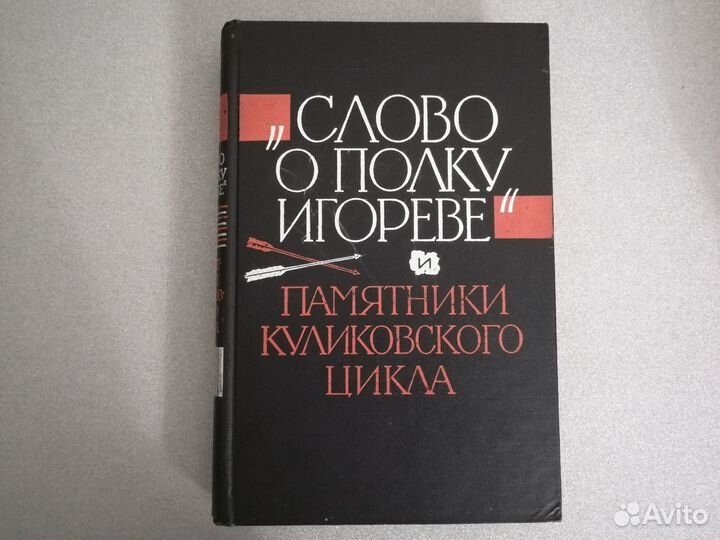 „СЛОВО
О ПОЛКУ
ИГОРЕВЕ“
И
ПАМЯТНИКИ
КУЛИКОВСКОГО
ЦИКЛА
Avito